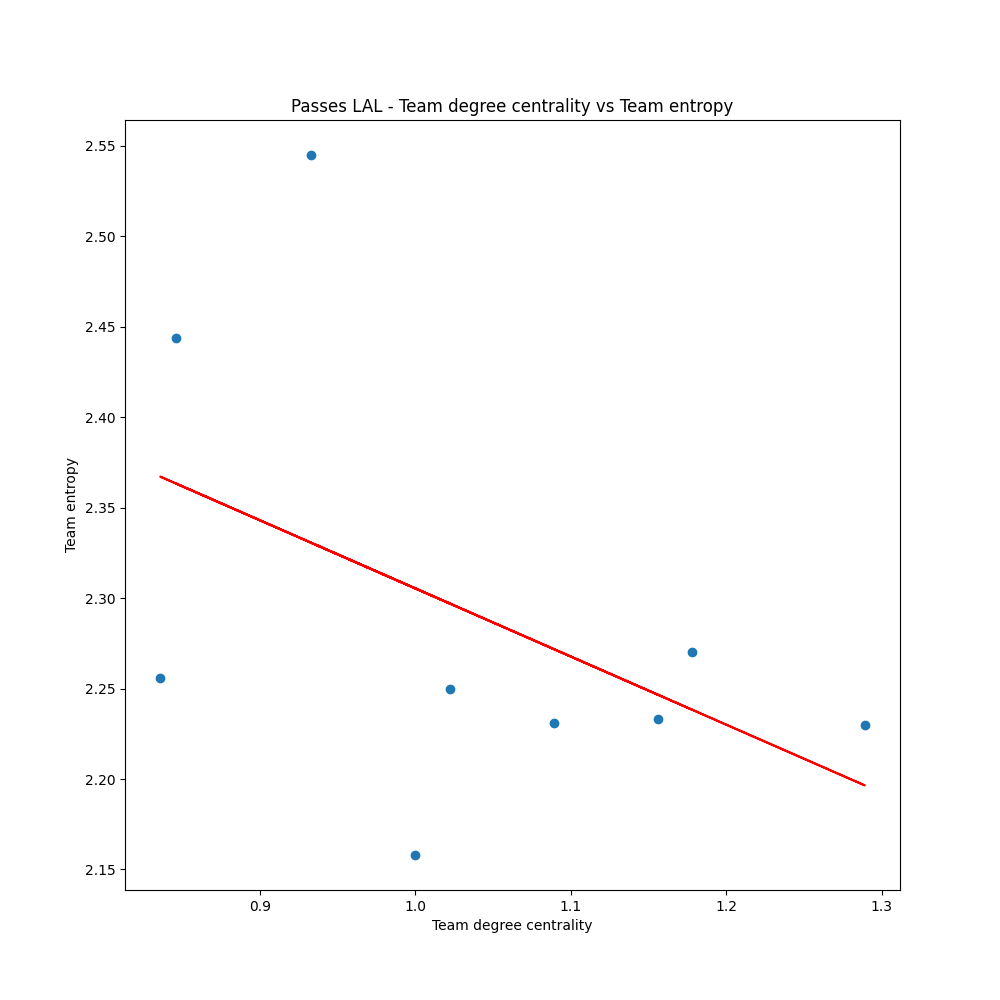 Passes LAL - Team degree centrality vs Team entropy
2.55
2.50
2.45
2.40
2.35
2.30
2.25
2.20
2.15
Team entropy
0.9 1.0 1.1 1.2 1.3
Team degree centrality